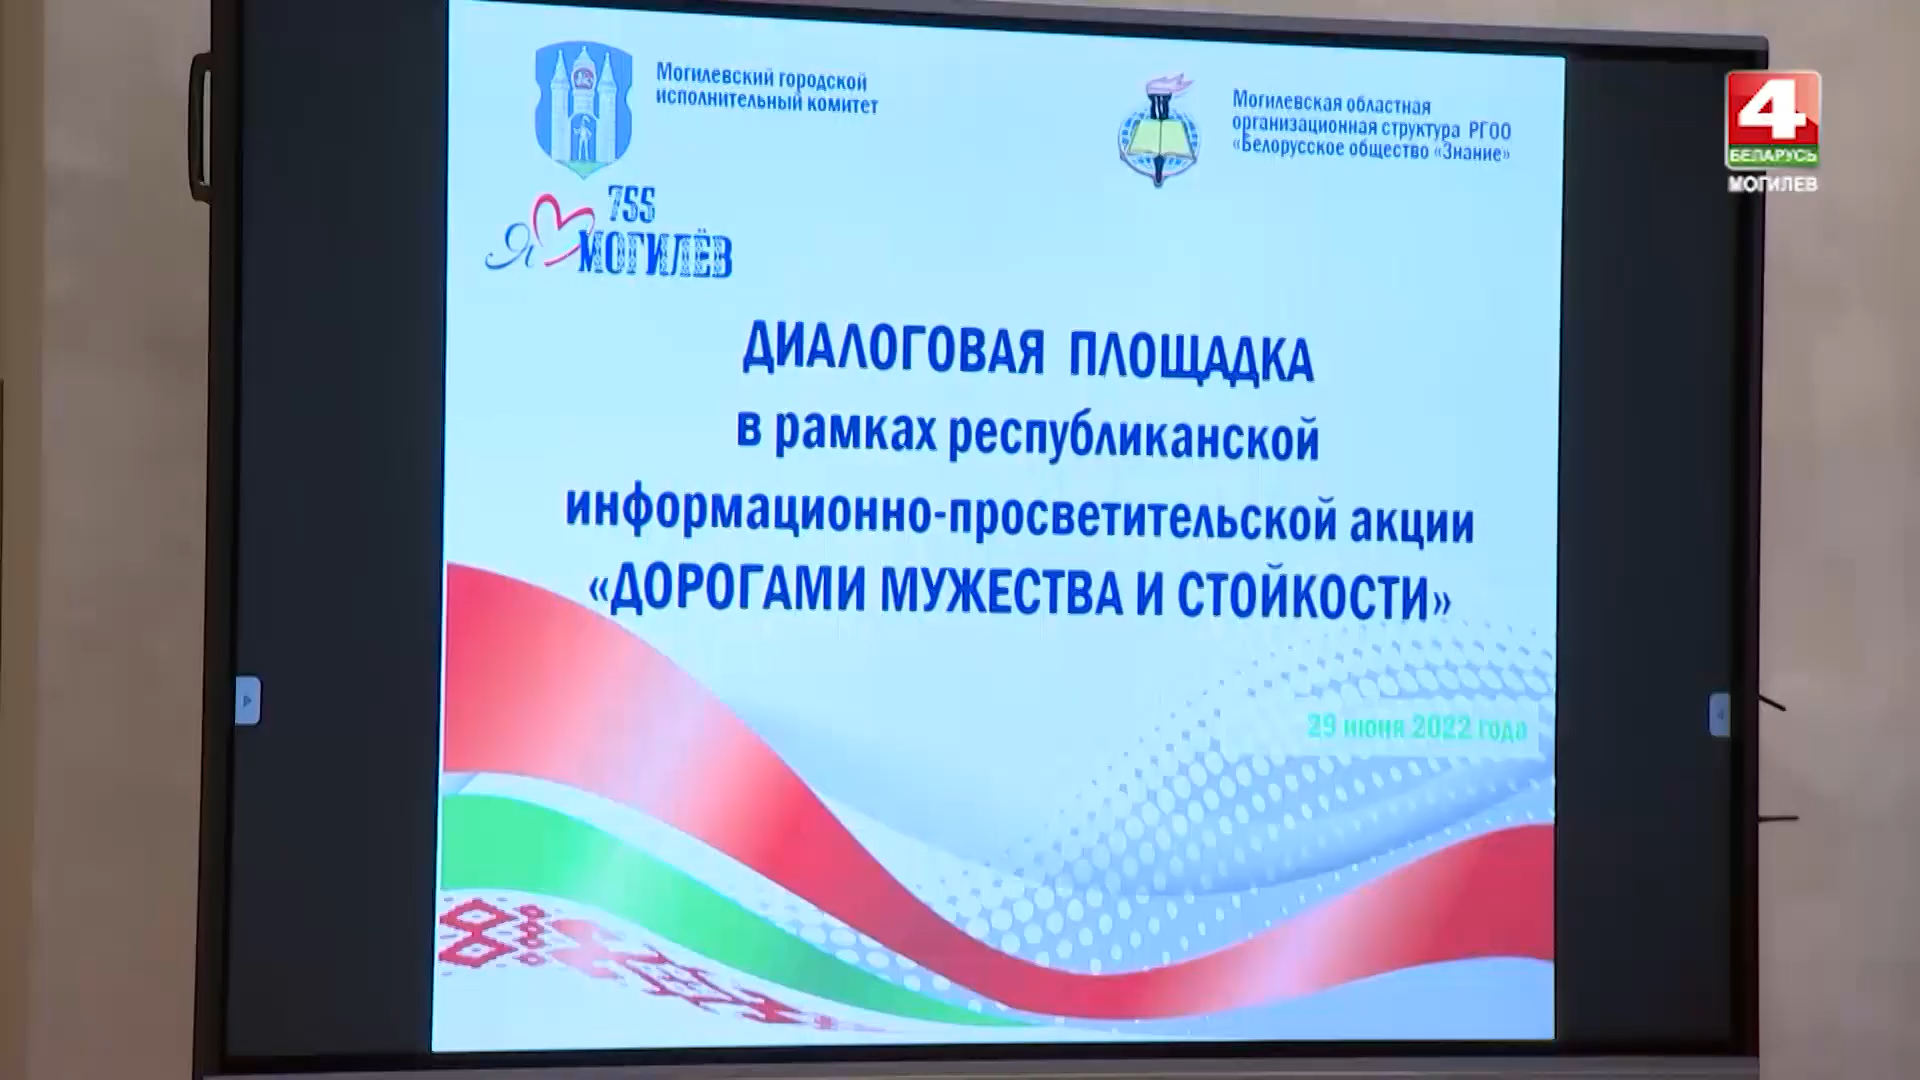 Могилевский городской
исполнительный комитет
Могилевская областная
организационная структура РГОО
«Белорусское общество «Знание»
4
БЕЛАРУСЬ
МОГИЛЕВ
755
Я МОГИЛЁВ
ДИАЛОГОВАЯ ПЛОЩАДКА
в рамках республиканской
информационно-просветительской акции
«ДОРОГАМИ МУЖЕСТВА И СТОЙКОСТИ»
29 июня 2022 года